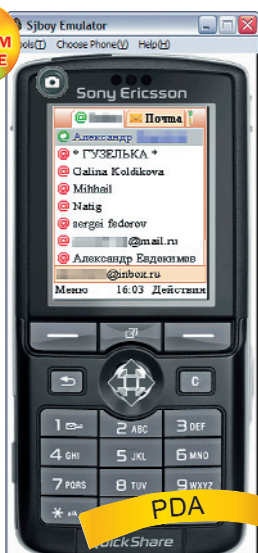 Sjboy Emulator
ools(T) Choose Phone(V) Help(H)
Sony Ericsson
@ Почта
Александр
@ * ГУЗЕЛЬКА *
@ Galina Koldikova
@ Mihheil
@ Natig
@ sergei federov
@ @mail.ru
@ Александр Евдокимов
@inbox.ru
Меню 16:03 Действия
C
1 2 ABC 3 DEF
4 GHI 5 JKL 6 MNO
7 PQRS 8 TUV 9 WXYZ
* a/A
PDA
QuickShare